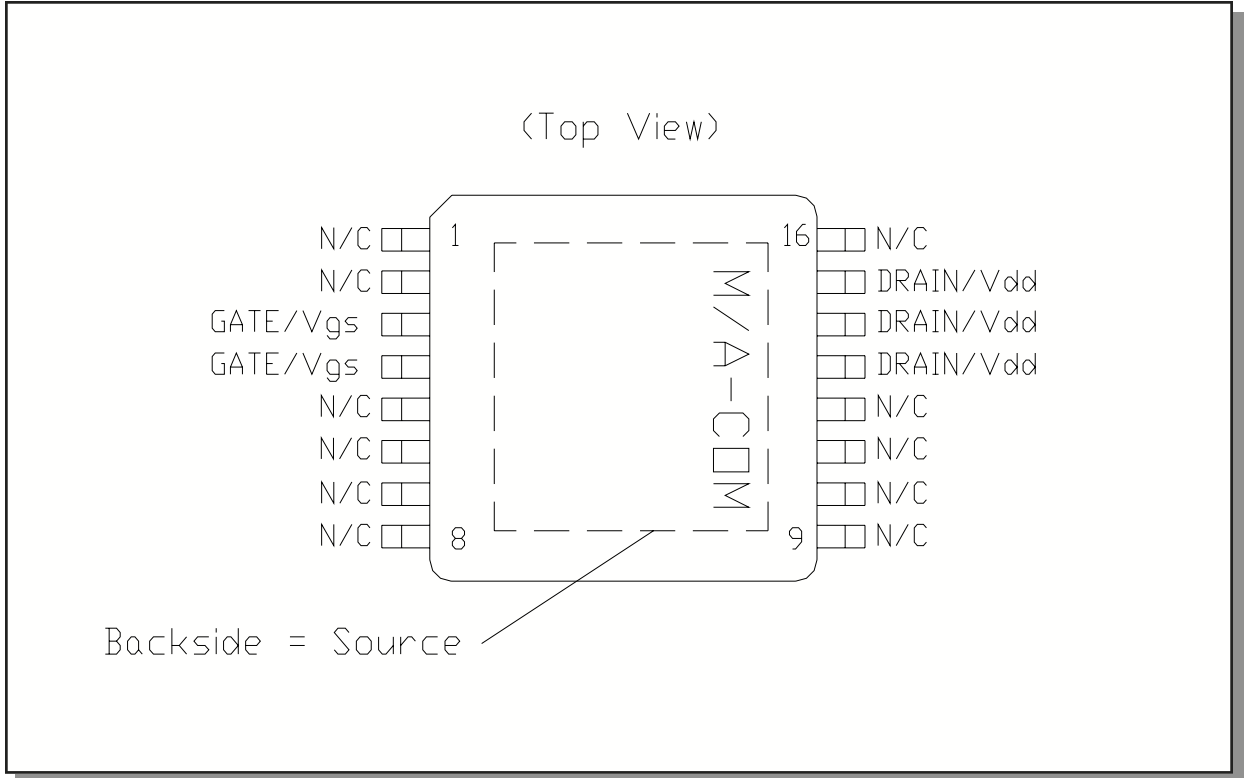 (Top View)
N/C 1 16 N/C
N/C DRAIN/Vdd
GATE/Vgs DRAIN/Vdd
GATE/Vgs DRAIN/Vdd
N/C N/C
N/C N/C
N/C N/C
N/C 8 9 N/C
M/A-COM
Backside = Source